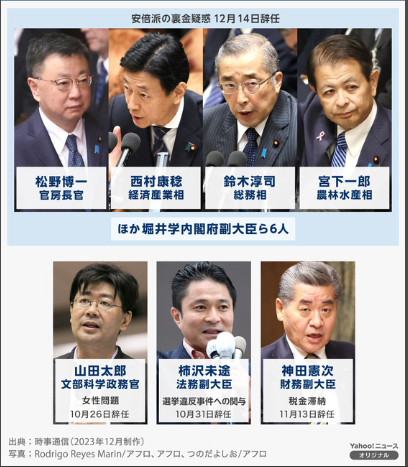 安倍派の裏金疑惑 12月14日辞任
松野博一
官房長官
西村康稔
経済産業相
鈴木淳司
総務相
宮下一郎
農林水産相
ほか 堀井学内閣府副大臣ら6人
山田太郎
文部科学政務官
女性問題
10月26日辞任
柿沢未途
法務副大臣
選挙違反事件への関与
10月31日辞任
神田憲次
財務副大臣
税金滞納
11月13日辞任
出典：時事通信（2023年12月制作）
写真：Rodrigo Reyes Marin/アフロ、アフロ、つのだよしお/アフロ
Yahoo!ニュース
オリジナル